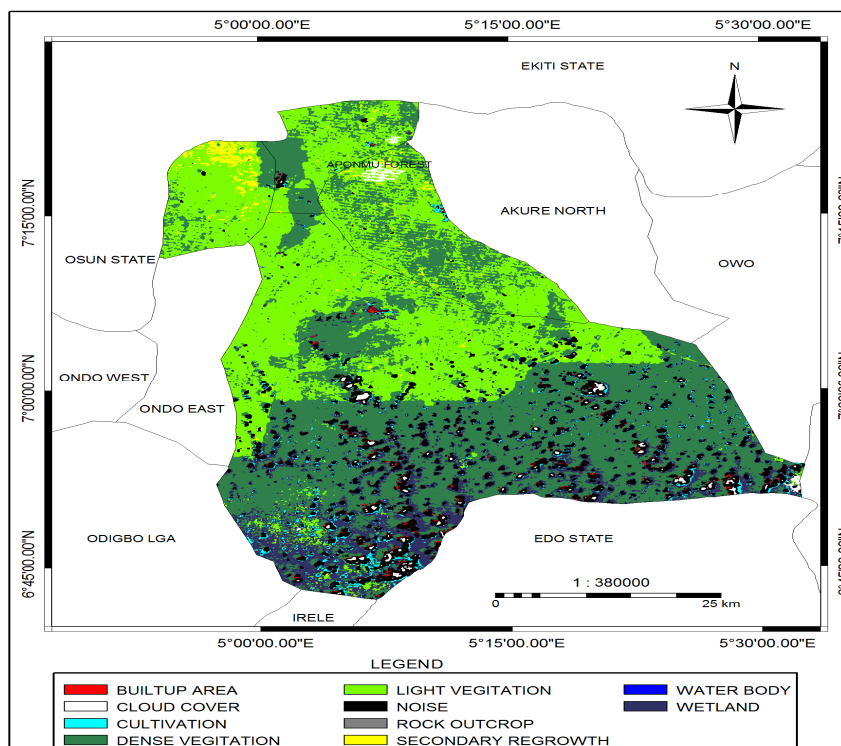 5°00'00.00"E 5°15'00.00"E 5°30'00.00"E
EKITI STATE
N
APONMU FOREST
7°15'00.00"N
AKURE NORTH
OSUN STATE
OWO
7°00'00.00"N
ONDO WEST
ONDO EAST
ODIGBO LGA
EDO STATE
6°45'00.00"N
1 : 380000
0 25 km
IRELE
5°00'00.00"E 5°15'00.00"E 5°30'00.00"E
LEGEND
BUILTUP AREA LIGHT VEGITATION WATER BODY
CLOUD COVER NOISE WETLAND
CULTIVATION ROCK OUTCROP
DENSE VEGITATION SECONDARY REGROWTH